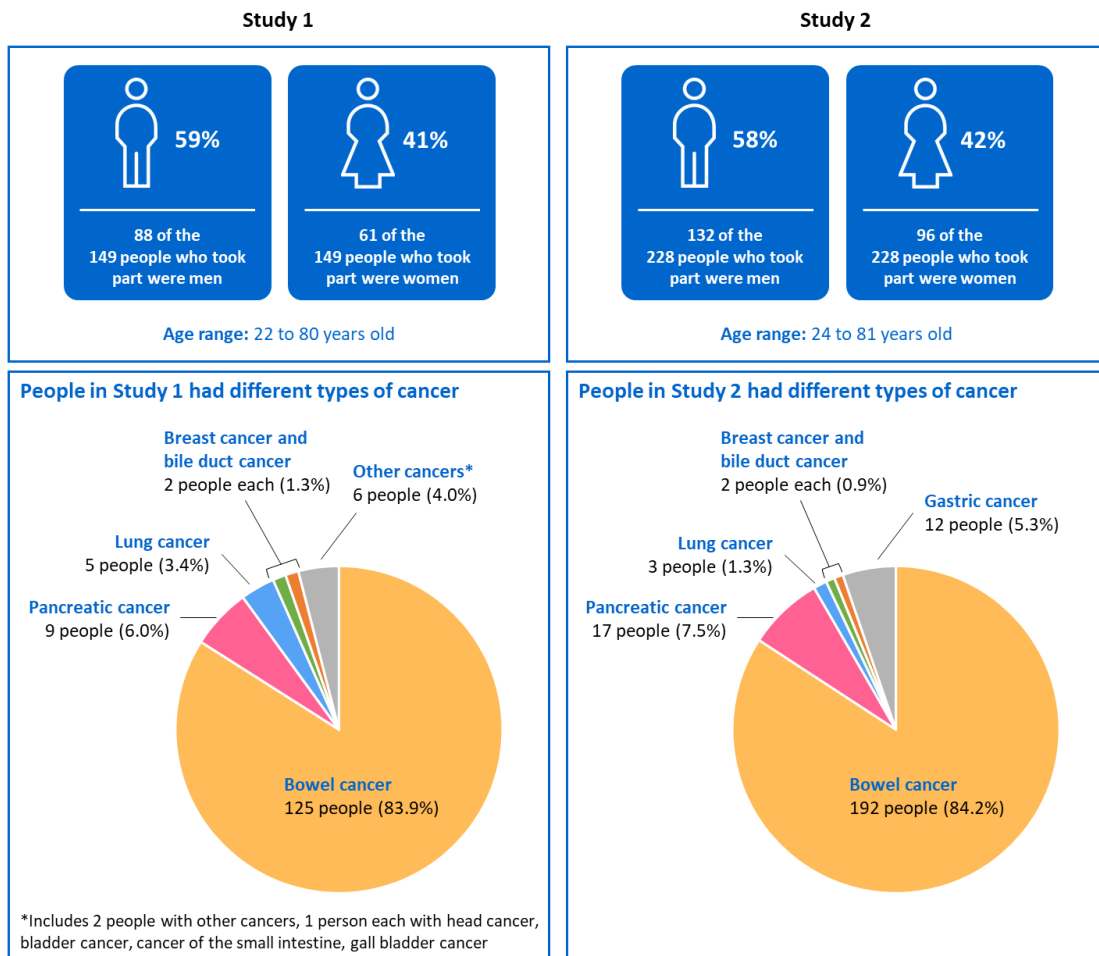 Study 1
59%
88 of the
149 people who took
part were men
41%
61 of the
149 people who took
part were women
Age range: 22 to 80 years old
People in Study 1 had different types of cancer
Breast cancer and
bile duct cancer
2 people each (1.3%)
Other cancers*
6 people (4.0%)
Lung cancer
5 people (3.4%)
Pancreatic cancer
9 people (6.0%)
Bowel cancer
125 people (83.9%)
*Includes 2 people with other cancers, 1 person each with head cancer,
bladder cancer, cancer of the small intestine, gall bladder cancer
Study 2
58%
132 of the
228 people who took
part were men
42%
96 of the
228 people who took
part were women
Age range: 24 to 81 years old
People in Study 2 had different types of cancer
Breast cancer and
bile duct cancer
2 people each (0.9%)
Gastric cancer
12 people (5.3%)
Lung cancer
3 people (1.3%)
Pancreatic cancer
17 people (7.5%)
Bowel cancer
192 people (84.2%)